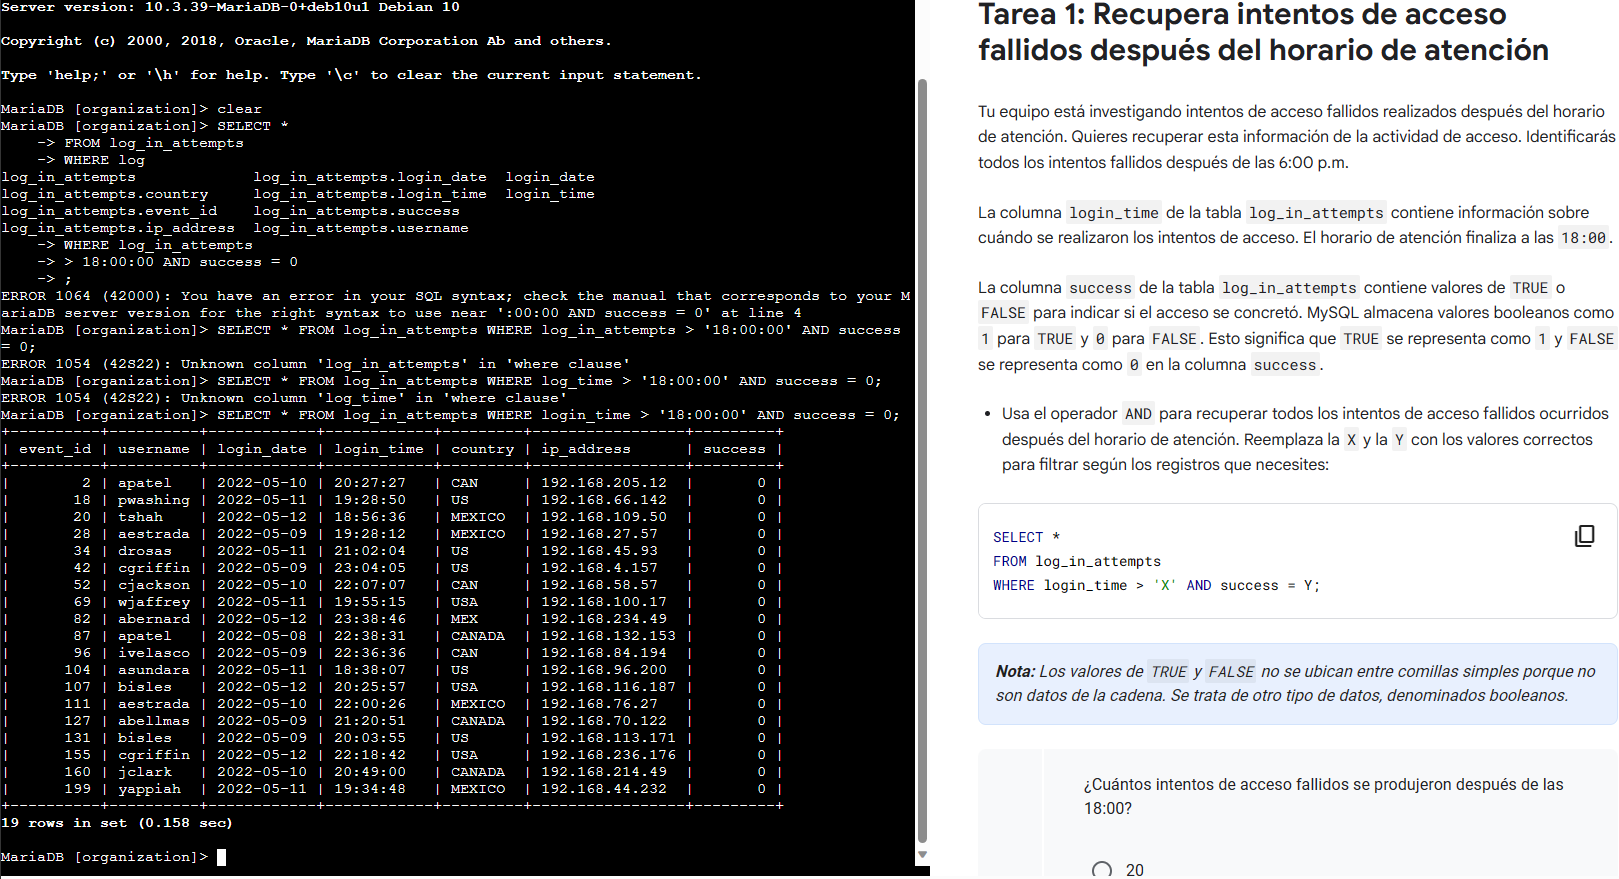 Server version: 10.3.39-MariaDB-0+deb10u1 Debian 10
Copyright (c) 2000, 2018, Oracle, MariaDB Corporation Ab and others.
Type 'help;' or '\h' for help. Type '\c' to clear the current input statement.
MariaDB [organization]> clear
MariaDB [organization]> SELECT *
    -> FROM log_in_attempts
    -> WHERE log
log_in_attempts             log_in_attempts.login_date  login_date
log_in_attempts.country     log_in_attempts.login_time  login_time
log_in_attempts.event_id    log_in_attempts.success
log_in_attempts.ip_address  log_in_attempts.username
    -> WHERE log_in_attempts
    -> > 18:00:00 AND success = 0
    -> ;
ERROR 1064 (42000): You have an error in your SQL syntax; check the manual that corresponds to your M
ariaDB server version for the right syntax to use near ':00:00 AND success = 0' at line 4
MariaDB [organization]> SELECT * FROM log_in_attempts WHERE log_in_attempts > '18:00:00' AND success
= 0;
ERROR 1054 (42S22): Unknown column 'log_in_attempts' in 'where clause'
MariaDB [organization]> SELECT * FROM log_in_attempts WHERE log_time > '18:00:00' AND success = 0;
ERROR 1054 (42S22): Unknown column 'log_time' in 'where clause'
MariaDB [organization]> SELECT * FROM log_in_attempts WHERE login_time > '18:00:00' AND success = 0;
+----------+----------+------------+------------+---------+-----------------+---------+
| event_id | username | login_date | login_time | country | ip_address      | success |
+----------+----------+------------+------------+---------+-----------------+---------+
|        2 | apatel   | 2022-05-10 | 20:27:27   | CAN     | 192.168.205.12  |       0 |
|       18 | pwashing | 2022-05-11 | 19:28:50   | US      | 192.168.66.142  |       0 |
|       20 | tshah    | 2022-05-12 | 18:56:36   | MEXICO  | 192.168.109.50  |       0 |
|       28 | aestrada | 2022-05-09 | 19:28:12   | MEXICO  | 192.168.27.57   |       0 |
|       34 | drosas   | 2022-05-11 | 21:02:04   | US      | 192.168.45.93   |       0 |
|       42 | cgriffin | 2022-05-09 | 23:04:05   | US      | 192.168.4.157   |       0 |
|       52 | cjackson | 2022-05-10 | 22:07:07   | CAN     | 192.168.58.57   |       0 |
|       69 | wjaffrey | 2022-05-11 | 19:55:15   | USA     | 192.168.100.17  |       0 |
|       82 | abernard | 2022-05-12 | 23:38:46   | MEX     | 192.168.234.49  |       0 |
|       87 | apatel   | 2022-05-08 | 22:38:31   | CANADA  | 192.168.132.153 |       0 |
|       96 | ivelasco | 2022-05-09 | 22:36:36   | CAN     | 192.168.84.194  |       0 |
|      104 | asundara | 2022-05-11 | 18:38:07   | US      | 192.168.96.200  |       0 |
|      107 | bisles   | 2022-05-12 | 20:25:57   | USA     | 192.168.116.187 |       0 |
|      111 | aestrada | 2022-05-10 | 22:00:26   | MEXICO  | 192.168.76.27   |       0 |
|      127 | abellmas | 2022-05-09 | 21:20:51   | CANADA  | 192.168.70.122  |       0 |
|      131 | bisles   | 2022-05-09 | 20:03:55   | US      | 192.168.113.171 |       0 |
|      155 | cgriffin | 2022-05-12 | 22:18:42   | USA     | 192.168.236.176 |       0 |
|      160 | jclark   | 2022-05-10 | 20:49:00   | CANADA  | 192.168.214.49  |       0 |
|      199 | yappiah  | 2022-05-11 | 19:34:48   | MEXICO  | 192.168.44.232  |       0 |
+----------+----------+------------+------------+---------+-----------------+---------+
19 rows in set (0.158 sec)
MariaDB [organization]>
Tarea 1: Recupera intentos de acceso
fallidos después del horario de atención
Tu equipo está investigando intentos de acceso fallidos realizados después del horario
de atención. Quieres recuperar esta información de la actividad de acceso. Identificarás
todos los intentos fallidos después de las 6:00 p.m.
La columna login_time de la tabla log_in_attempts contiene información sobre
cuándo se realizaron los intentos de acceso. El horario de atención finaliza a las 18:00.
La columna success de la tabla log_in_attempts contiene valores de TRUE o
FALSE para indicar si el acceso se concretó. MySQL almacena valores booleanos como
1 para TRUE y 0 para FALSE. Esto significa que TRUE se representa como 1 y FALSE
se representa como 0 en la columna success.
• Usa el operador AND para recuperar todos los intentos de acceso fallidos ocurridos
después del horario de atención. Reemplaza la X y la Y con los valores correctos
para filtrar según los registros que necesites:
SELECT *
FROM log_in_attempts
WHERE login_time > 'X' AND success = Y;
Nota: Los valores de TRUE y FALSE no se ubican entre comillas simples porque no
son datos de la cadena. Se trata de otro tipo de datos, denominados booleanos.
¿Cuántos intentos de acceso fallidos se produjeron después de las
18:00?
20